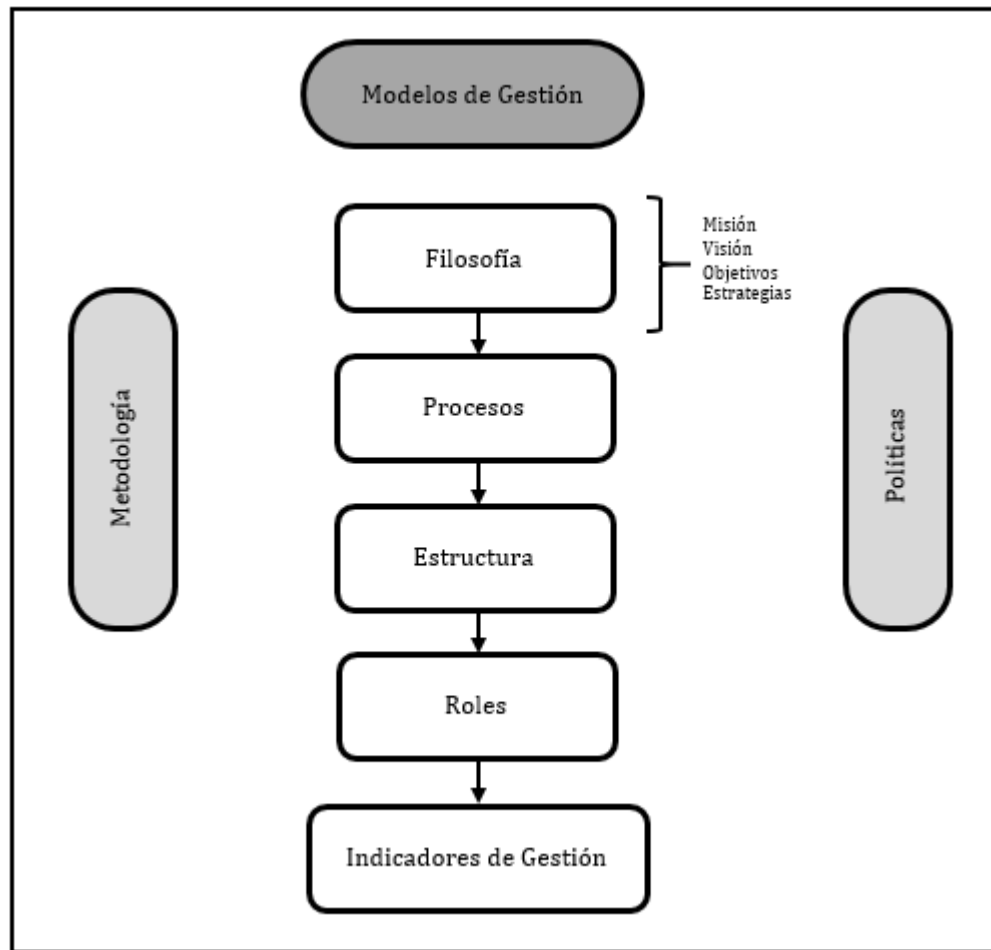 Modelos de Gestión
Filosofía
Misión
Visión
Objetivos
Estrategias
Metodología
Procesos
Políticas
Estructura
Roles
Indicadores de Gestión